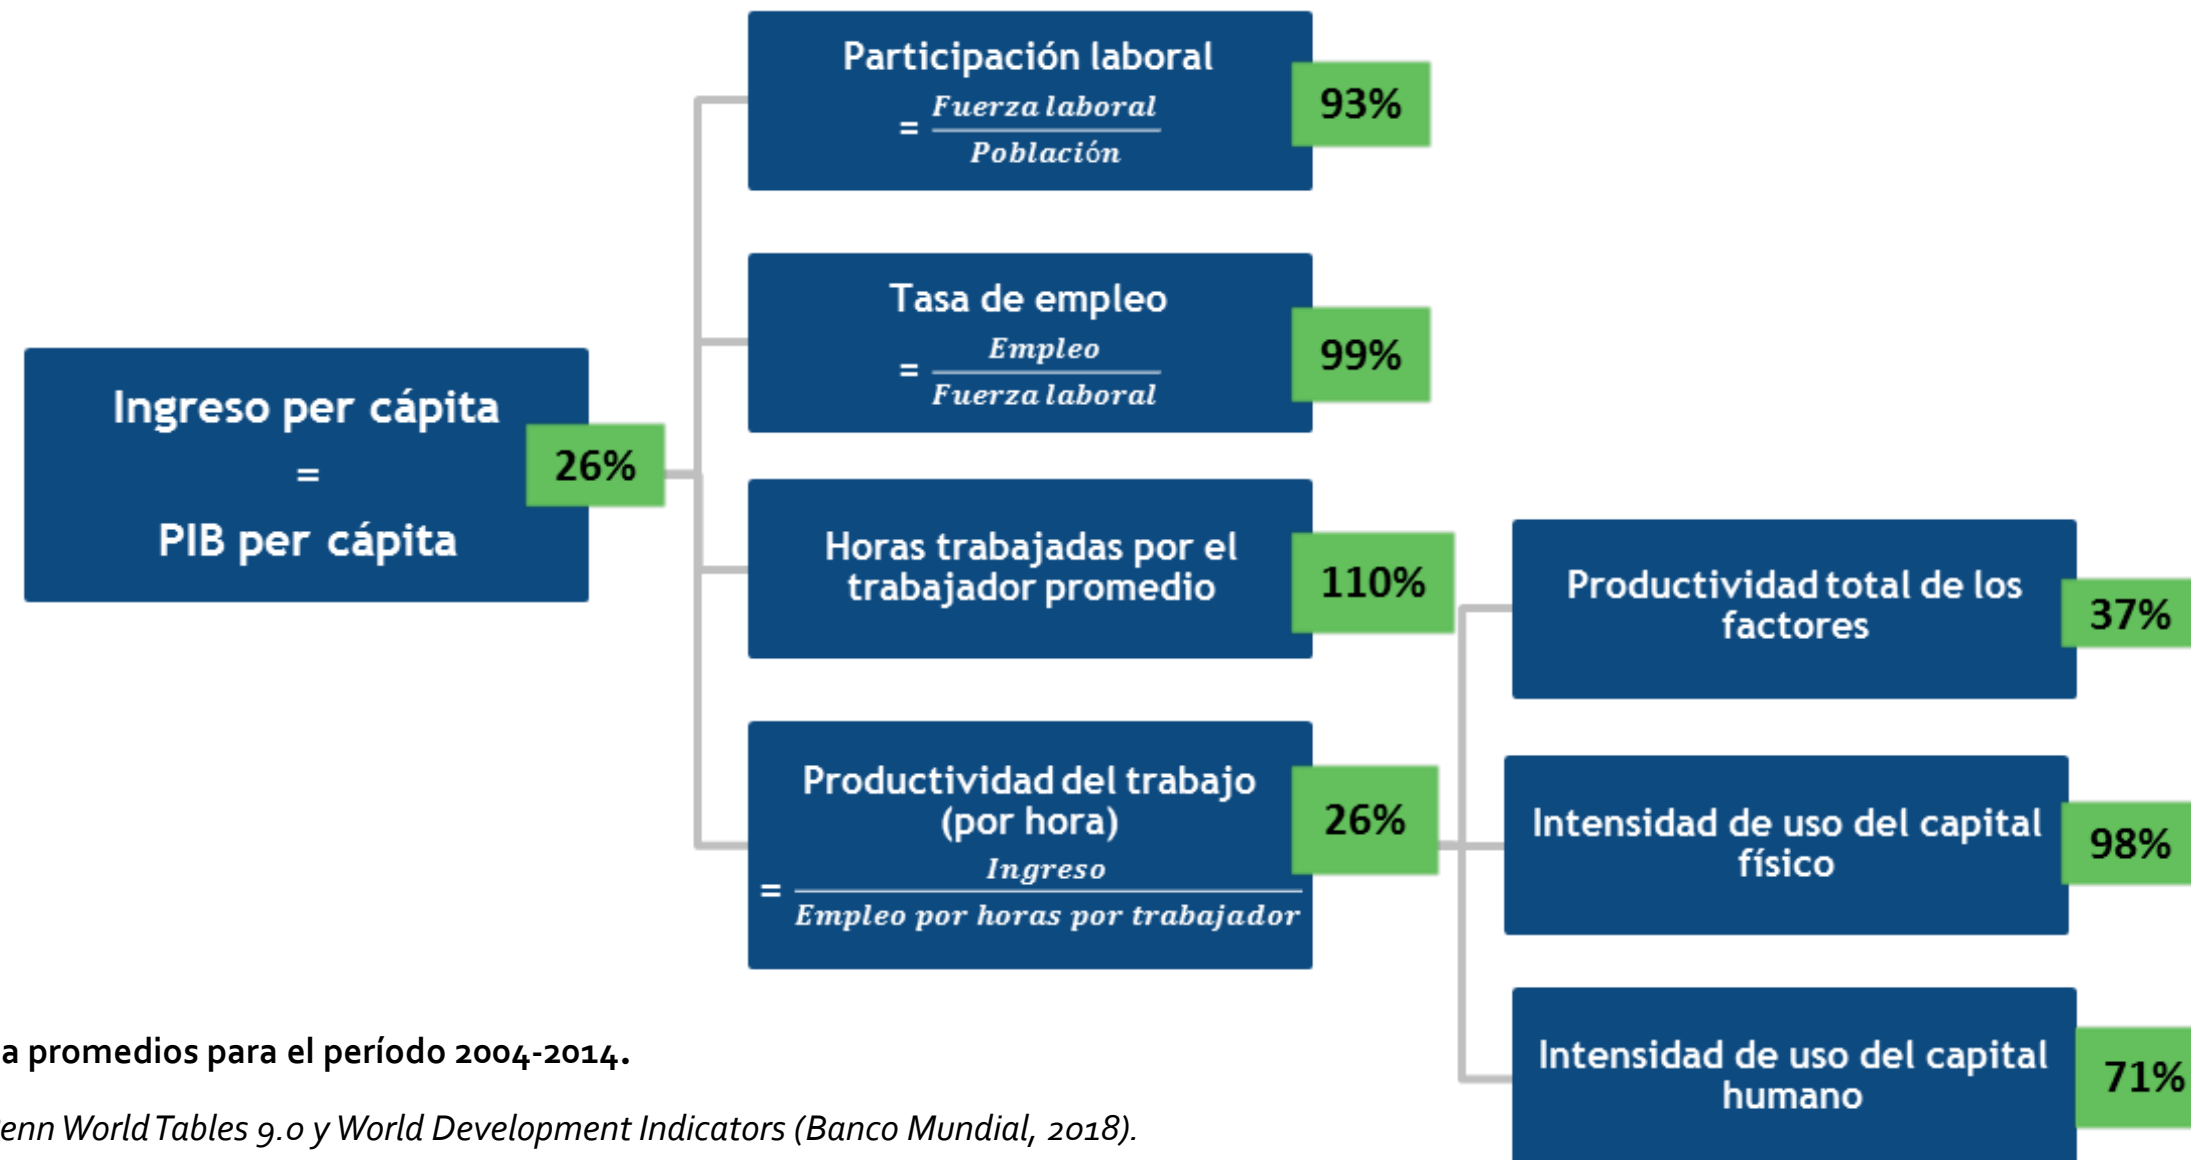 Participación laboral
= Fuerza laboral
Población
93%
Tasa de empleo
= Empleo
Fuerza laboral
99%
Ingreso per cápita
=
PIB per cápita
26%
Horas trabajadas por el
trabajador promedio
110%
Productividad del trabajo
(por hora)
= Ingreso
Empleo por horas por trabajador
26%
Productividad total de los
factores
37%
Intensidad de uso del capital
físico
98%
Intensidad de uso del capital
humano
71%
a promedios para el período 2004-2014.
enn World Tables 9.0 y World Development Indicators (Banco Mundial, 2018).